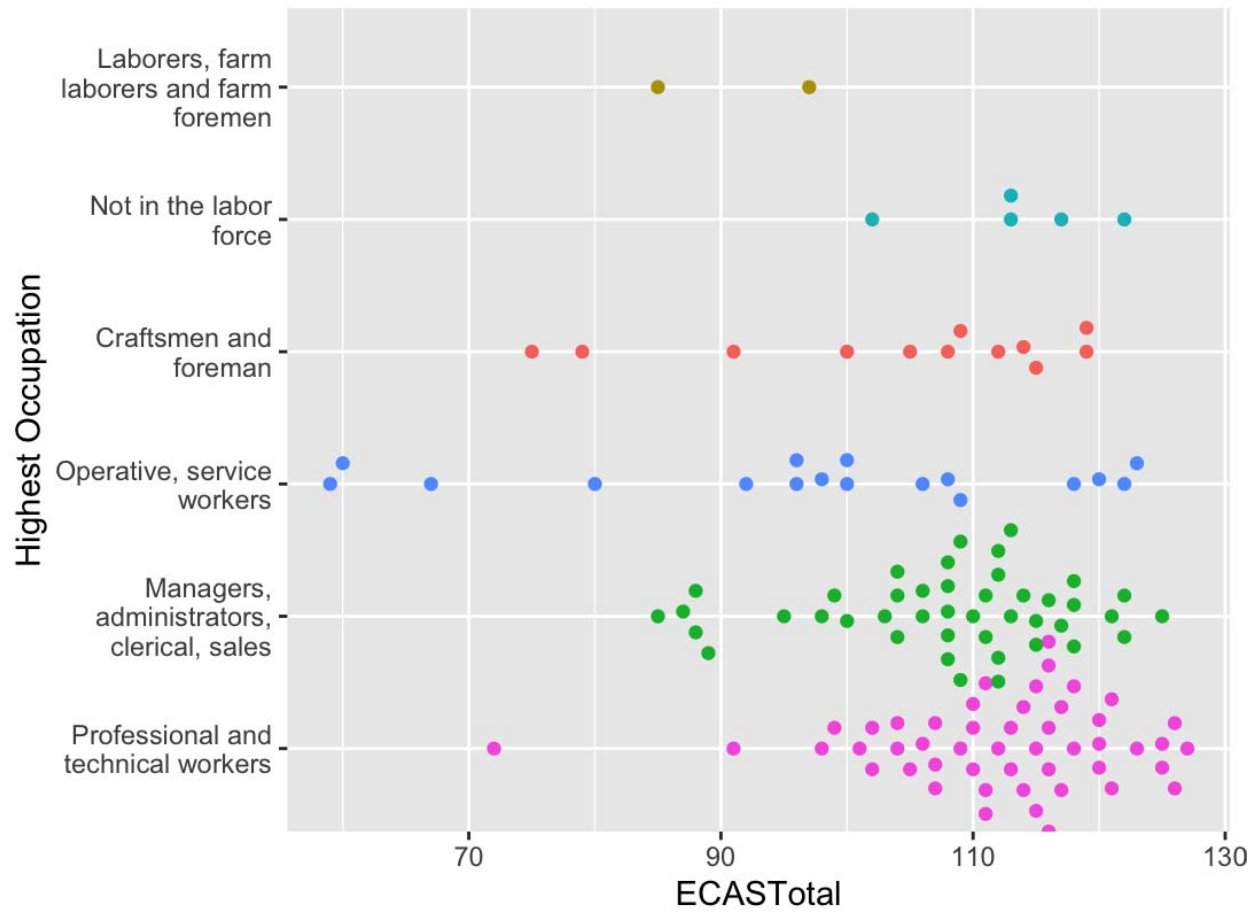 Laborers, farm
laborers and farm
foremen
Not in the labor
force
Craftsmen and
foreman
Operative, service
workers
Managers,
administrators,
clerical, sales
Professional and
technical workers
Highest Occupation
70
90
110
130
ECASTotal